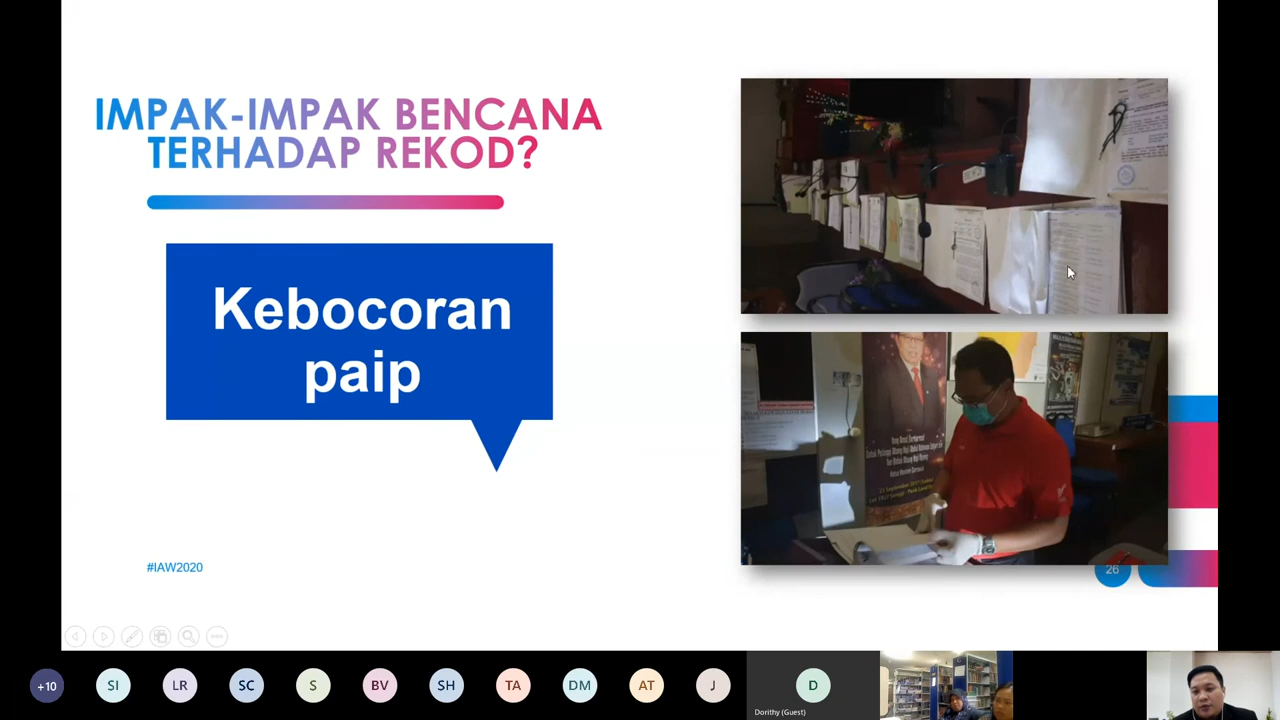 IMPAK-IMPAK BENCANA
TERHADAP REKOD?
Kebocoran
paip
#IAW2020
26
+10
SI
LR
SC
S
BV
SH
TA
DM
AT
J
D
Dorithy (Guest)